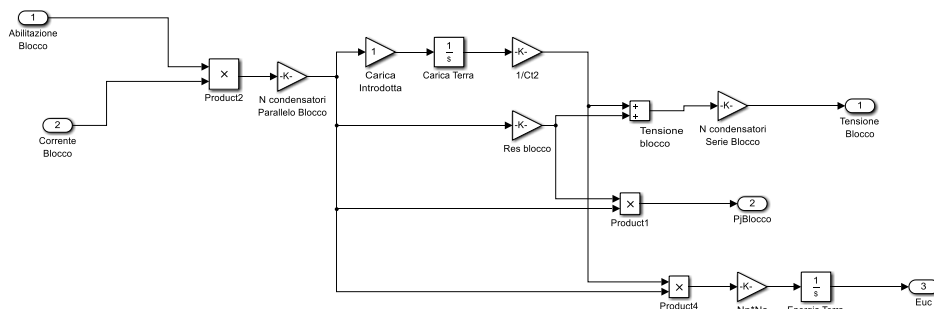 1
Abilitazione
Blocco
2
Corrente
Blocco
×
Product2
-K-
N condensatori
Parallelo Blocco
1
Carica
Introdotta
1
s
Carica Terra
-K-
1/Ct2
-K-
Res blocco
+
+
Tensione
blocco
-K-
N condensatori
Serie Blocco
1
Tensione
Blocco
×
Product1
2
PjBlocco
×
Product4
-K-
1
s
3
Euc